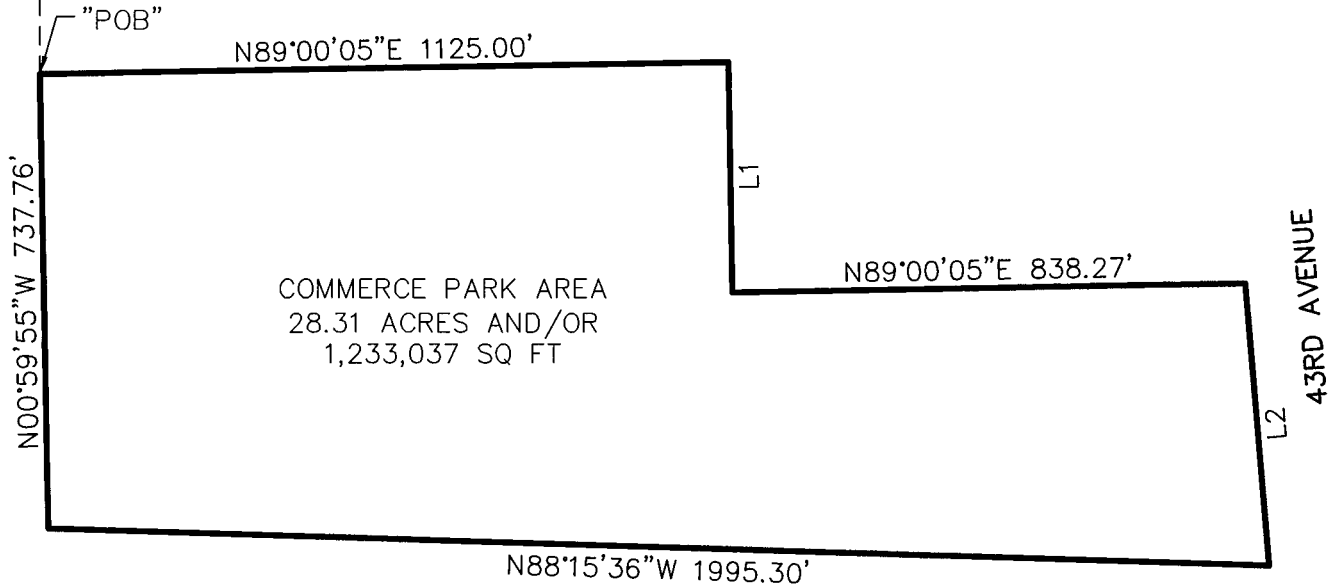 "POB"
N89°00'05"E 1125.00'
N00°59'55"W 737.76'
L1
N89°00'05"E 838.27'
43RD AVENUE
COMMERCE PARK AREA
28.31 ACRES AND/OR
1,233,037 SQ FT
L2
N88°15'36"W 1995.30'